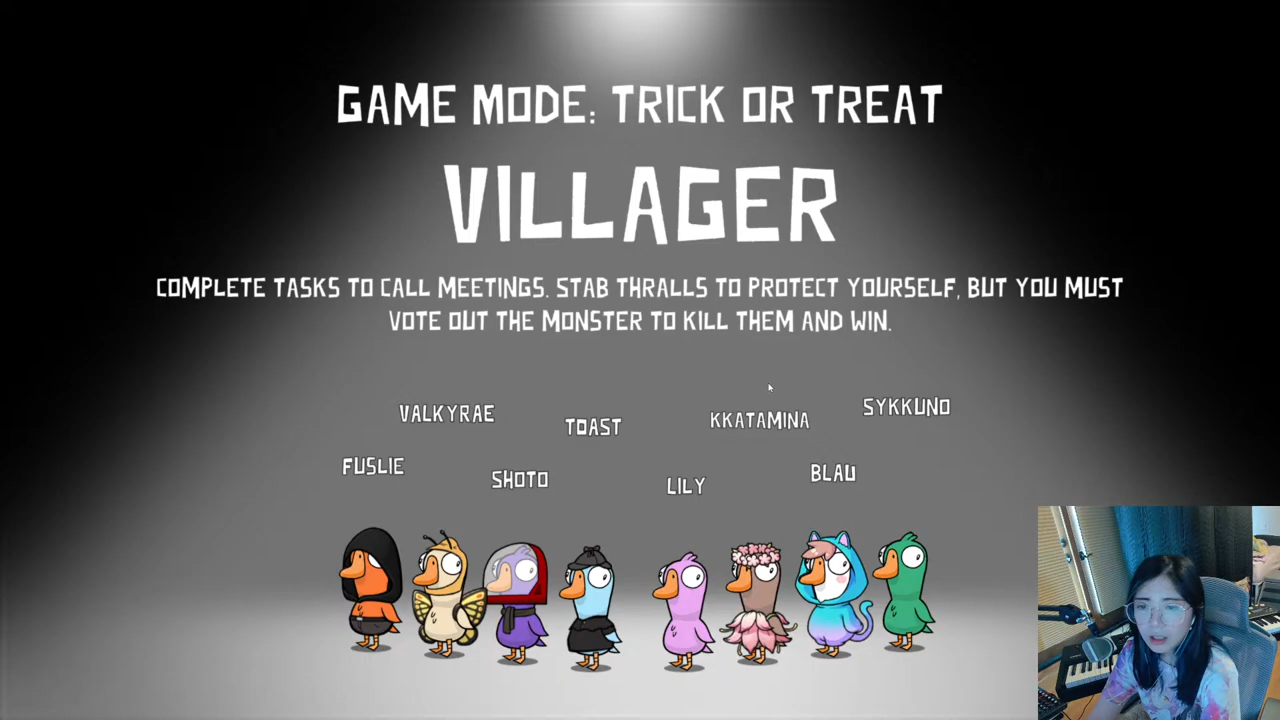 GAME MODE: TRICK OR TREAT
VILLAGER
COMPLETE TASKS TO CALL MEETINGS. STAB THRALLS TO PROTECT YOURSELF, BUT YOU MUST
VOTE OUT THE MONSTER TO KILL THEM AND WIN.
VALKYRAE
TOAST
KKATAMINA
SYKKUNO
FUSLIE
SHOTO
LILY
BLAU